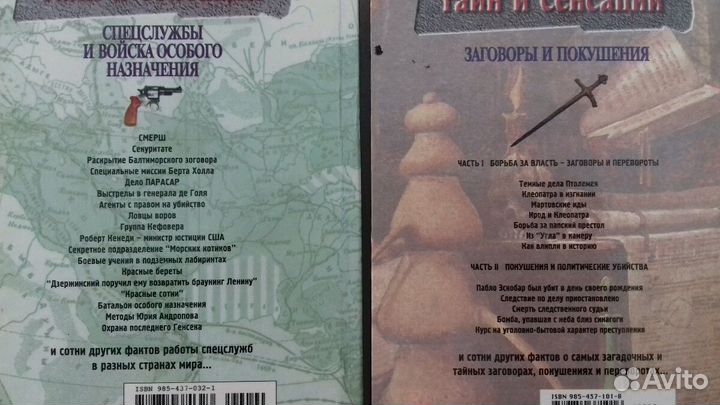 СПЕЦСЛУЖБЫ
И ВОЙСКА ОСОБОГО
НАЗНАЧЕНИЯ
СМЕРШ
Секуритате
Раскрытие Балтиморского зоговора
Специальные миссии Берта Холла
Дело ПАРАСАР
Выстрелы в генерала де Голя
Агенты с правом на убийство
Ловцы воров
Группа Кефовера
Роберт Кенеди - министр юстиции США
Секретное подразделение "Морских котиков"
Боевые учения в подземных лабиринтах
Красные береты
"Дзержинский поручил ему возвратить браунинг Ленину"
"Красные сотни"
Батальон особого назначения
Методы Юрия Андропова
Охрана последнего Генсека
и сотни других фактов работы спецслужб
в разных странах мира...
ISBN 985-437-032-1
ТАЙН И СЕНСАЦИЙ
ЗАГОВОРЫ И ПОКУШЕНИЯ
ЧАСТЬ I БОРЬБА ЗА ВЛАСТЬ - ЗАГОВОРЫ И ПЕРЕВОРОТЫ
Темные дела Птолемея
Клеопатра в изгнании
Мартовские иды
Ирод и Клеопатра
Борьба за папский престол
Из "Угла" в камеру
Как влипли в историю
ЧАСТЬ II ПОКУШЕНИЯ И ПОЛИТИЧЕСКИЕ УБИЙСТВА
Пабло Эскобар был убит в день своего рождения
Следствие по делу приостановлено
Смерть следственного судьи
Бомба, упавшая с неба близ синагоги
Курс на уголовно-бытовой характер преступления
и сотни других фактов о самых загадочных и
тайных заговорах, покушениях и переворотах...
ISBN 985-437-101-8
Avito